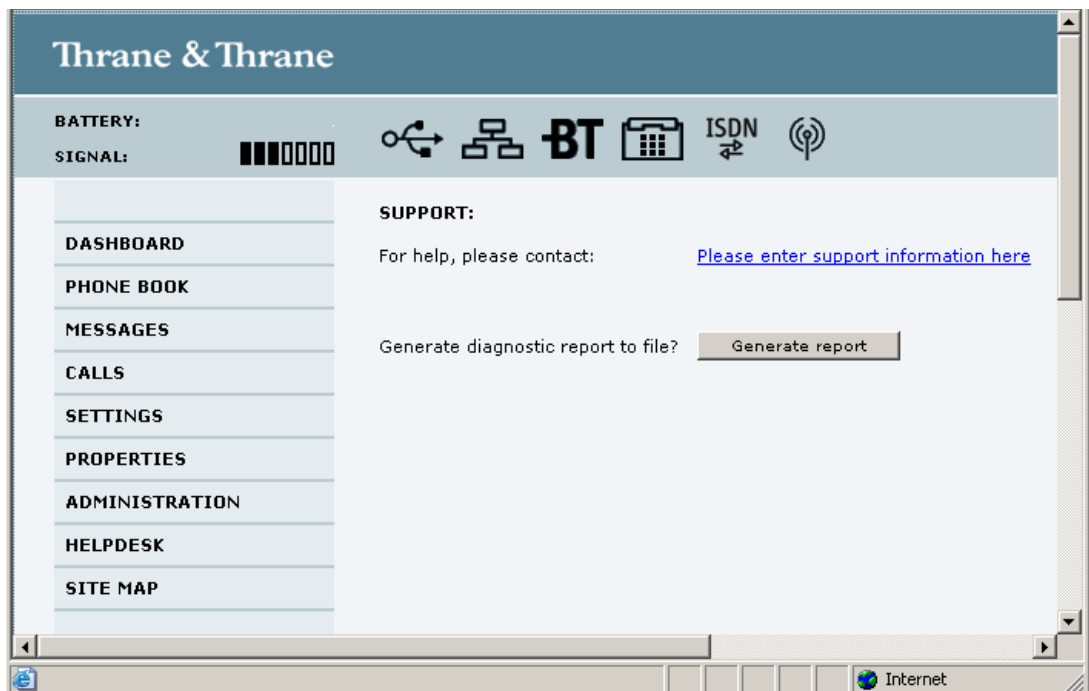 Thrane & Thrane
BATTERY:
SIGNAL:
BT
ISDN
SUPPORT:
For help, please contact: Please enter support information here
Generate diagnostic report to file? Generate report
DASHBOARD
PHONE BOOK
MESSAGES
CALLS
SETTINGS
PROPERTIES
ADMINISTRATION
HELPDESK
SITE MAP
Internet